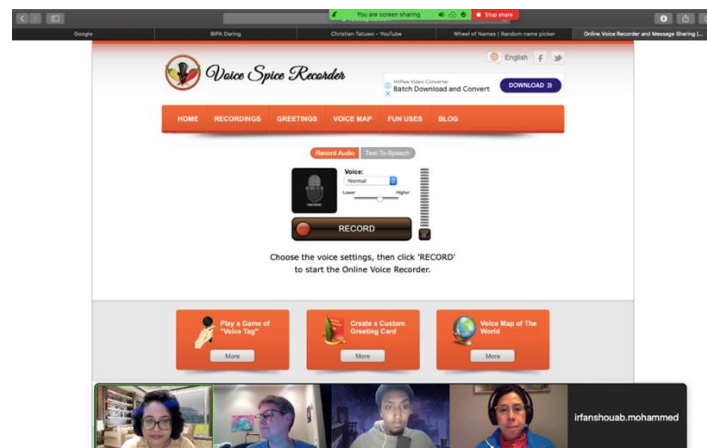 You are screen sharing
Stop share
Google
BIPA Daring
Christian Tatuwo - YouTube
Wheel of Names | Random name picker
Online Voice Recorder and Message Sharing |...
Voice Spice Recorder
English
HitPaw Video Converter
Batch Download and Convert
DOWNLOAD
HOME
RECORDINGS
GREETINGS
VOICE MAP
FUN USES
BLOG
Record Audio
Text-To-Speech
Voice:
Normal
Lower
Higher
RECORD
Choose the voice settings, then click 'RECORD'
to start the Online Voice Recorder.
Play a Game of
"Voice Tag"
More
Create a Custom
Greeting Card
More
Voice Map of The
World
More
irfanshouab.mohammed